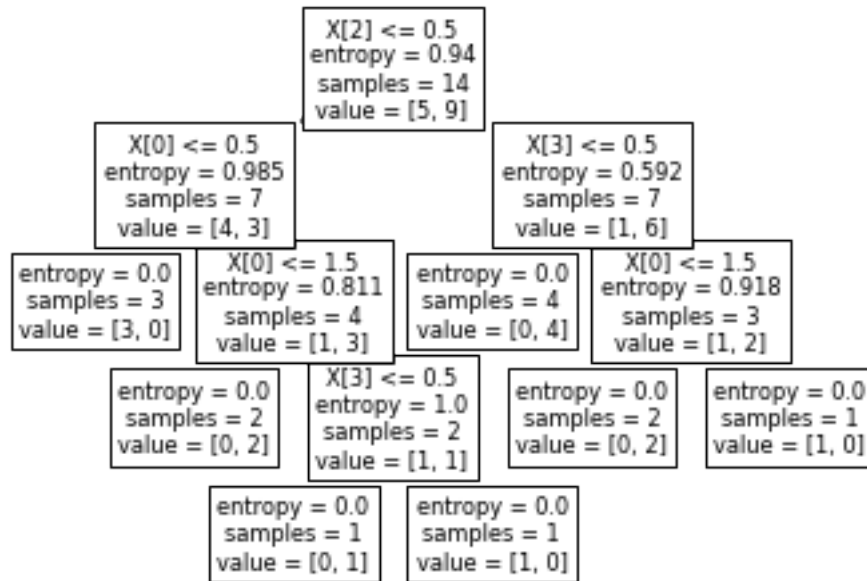 X[2] <= 0.5
entropy = 0.94
samples = 14
value = [5, 9]
X[0] <= 0.5
entropy = 0.985
samples = 7
value = [4, 3]
X[3] <= 0.5
entropy = 0.592
samples = 7
value = [1, 6]
entropy = 0.0
samples = 3
value = [3, 0]
X[0] <= 1.5
entropy = 0.811
samples = 4
value = [1, 3]
entropy = 0.0
samples = 4
value = [0, 4]
X[0] <= 1.5
entropy = 0.918
samples = 3
value = [1, 2]
entropy = 0.0
samples = 2
value = [0, 2]
X[3] <= 0.5
entropy = 1.0
samples = 2
value = [1, 1]
entropy = 0.0
samples = 2
value = [0, 2]
entropy = 0.0
samples = 1
value = [1, 0]
entropy = 0.0
samples = 1
value = [0, 1]
entropy = 0.0
samples = 1
value = [1, 0]